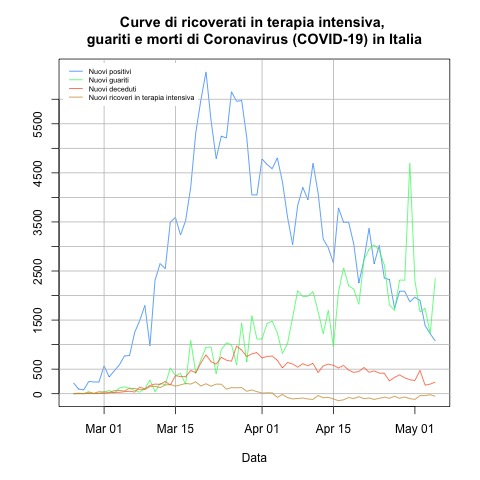 Curve di ricoverati in terapia intensiva,
guariti e morti di Coronavirus (COVID-19) in Italia
Nuovi positivi
Nuovi guariti
Nuovi deceduti
Nuovi ricoveri in terapia intensiva
5500
4500
3500
2500
1500
500
0
Mar 01 Mar 15 Apr 01 Apr 15 May 01
Data